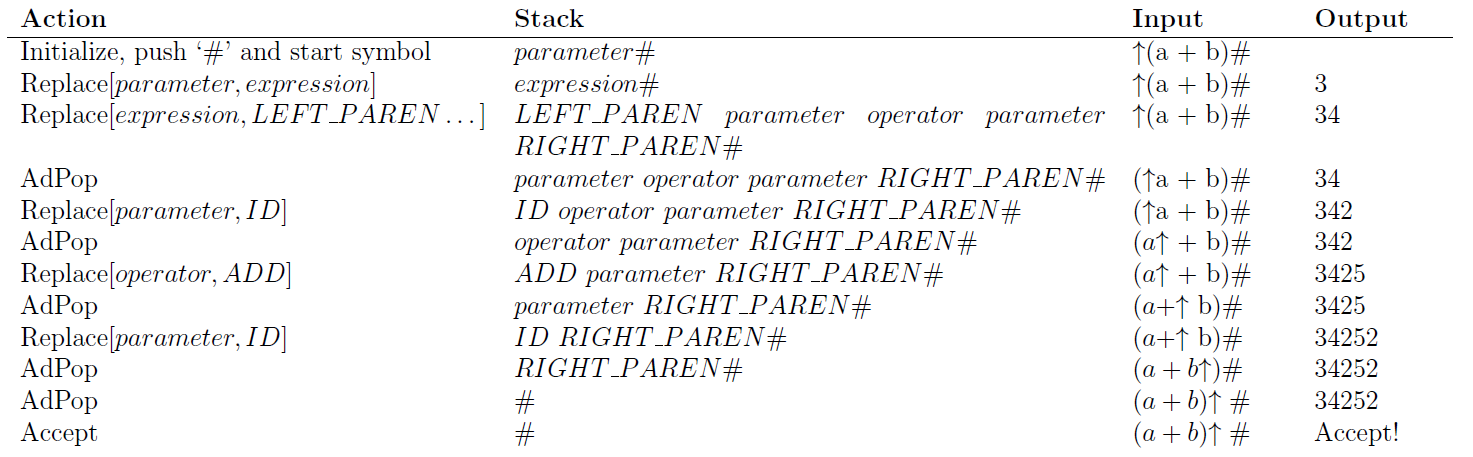 Action Stack Input Output
Initialize, push ‘#’ and start symbol parameter# ↑(a + b)#
Replace[parameter, expression] expression# ↑(a + b)# 3
Replace[expression, LEFT_PAREN ...] LEFT_PAREN parameter operator parameter ↑(a + b)# 34
RIGHT_PAREN#
AdPop parameter operator parameter RIGHT_PAREN# (↑a + b)# 34
Replace[parameter, ID] ID operator parameter RIGHT_PAREN# (↑a + b)# 342
AdPop operator parameter RIGHT_PAREN# (a↑ + b)# 342
Replace[operator, ADD] ADD parameter RIGHT_PAREN# (a↑ + b)# 3425
AdPop parameter RIGHT_PAREN# (a+↑ b)# 3425
Replace[parameter, ID] ID RIGHT_PAREN# (a+↑ b)# 34252
AdPop RIGHT_PAREN# (a + b↑)# 34252
AdPop # (a + b)↑ # 34252
Accept # (a + b)↑ # Accept!